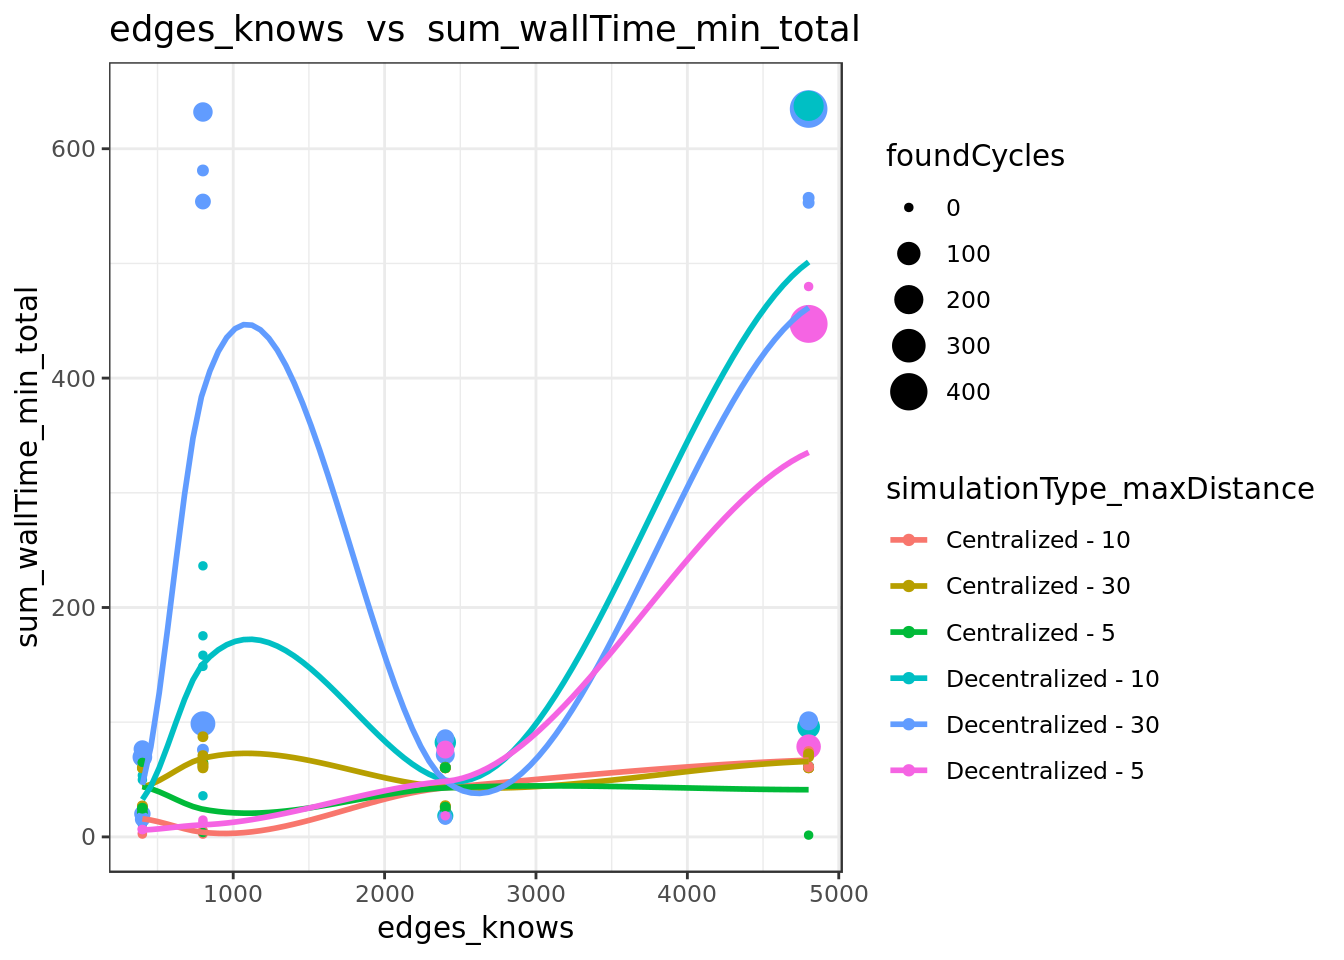 edges_knows vs sum_wallTime_min_total
sum_wallTime_min_total
600
400
200
0
1000
2000
3000
4000
5000
edges_knows
foundCycles
0
100
200
300
400
simulationType_maxDistance
Centralized - 10
Centralized - 30
Centralized - 5
Decentralized - 10
Decentralized - 30
Decentralized - 5